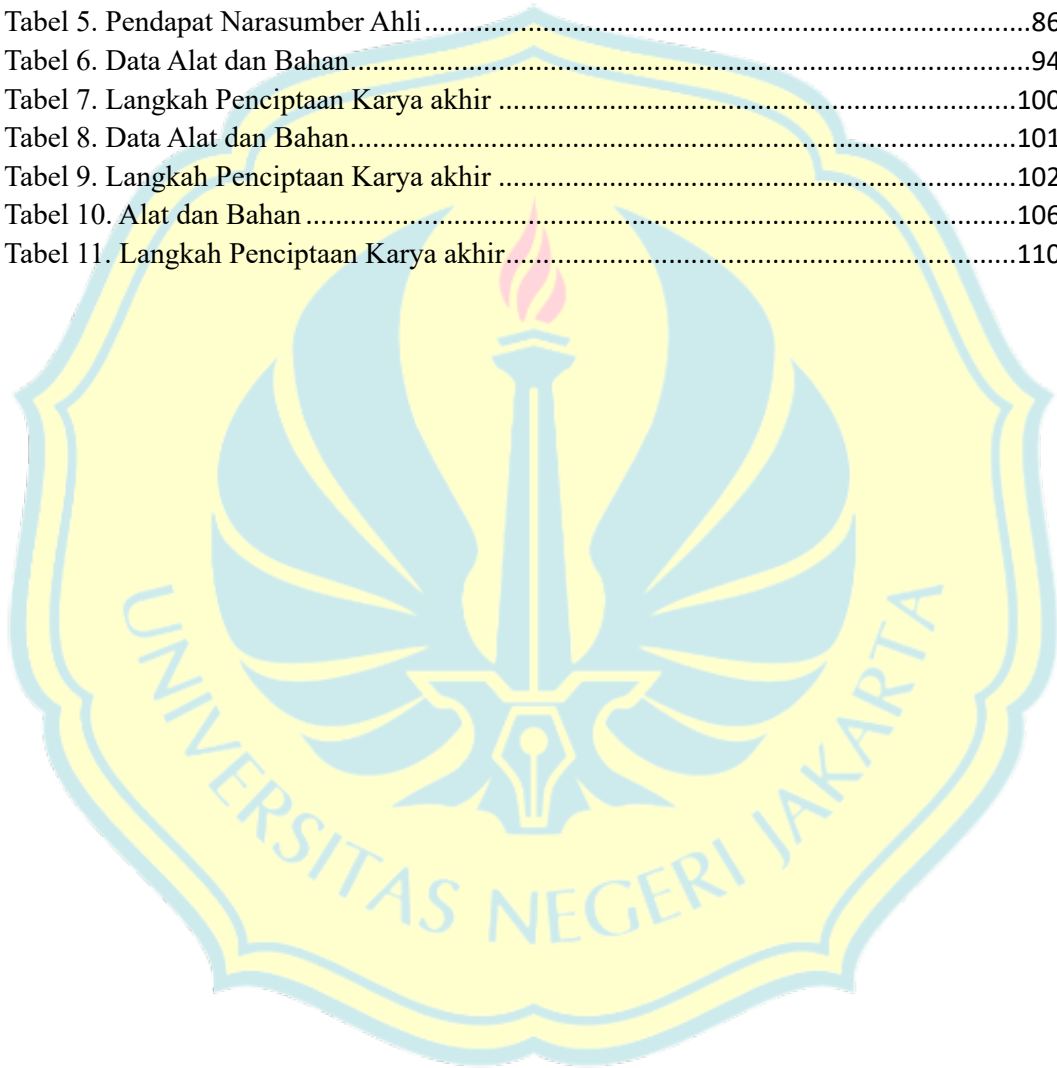 Tabel 5. Pendapat Narasumber Ahli........................................................................86
Tabel 6. Data Alat dan Bahan........................................................................94
Tabel 7. Langkah Penciptaan Karya akhir ........................................................................100
Tabel 8. Data Alat dan Bahan........................................................................101
Tabel 9. Langkah Penciptaan Karya akhir ........................................................................102
Tabel 10. Alat dan Bahan ........................................................................106
Tabel 11. Langkah Penciptaan Karya akhir........................................................................110
UNIVERSITAS NEGERI JAKARTA